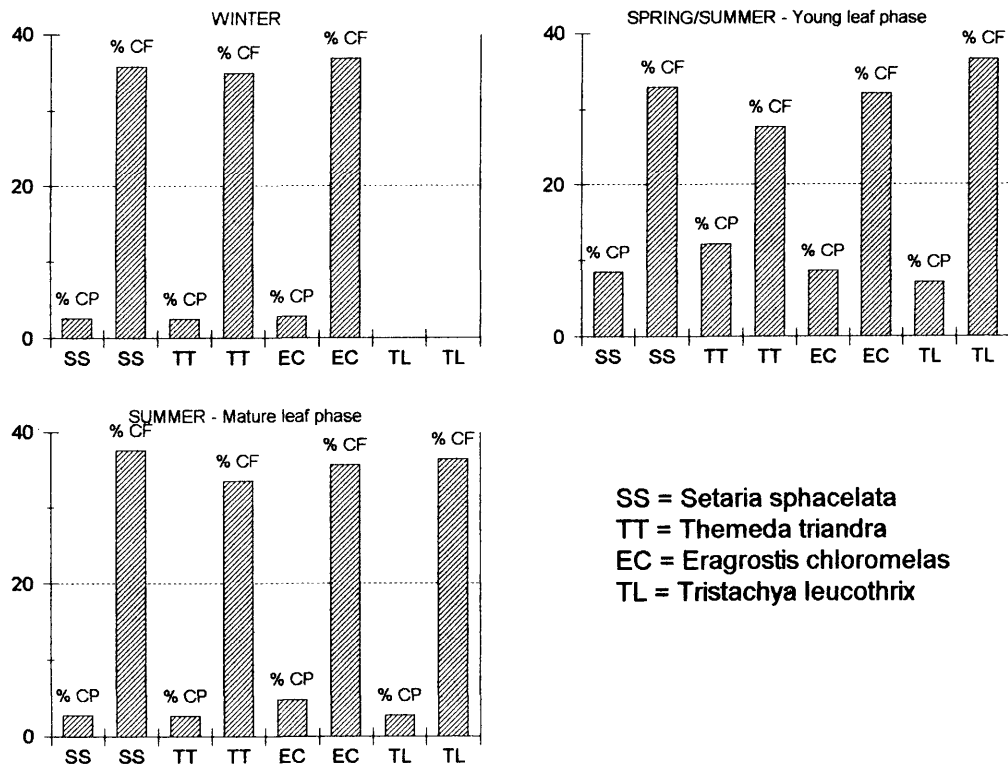 WINTER
40
% CF
% CF
% CF
20
% CP
% CP
% CP
0
SS SS TT TT EC EC TL TL
SPRING/SUMMER - Young leaf phase
40
% CF
% CF
% CF
% CF
20
% CP
% CP
% CP
% CP
0
SS SS TT TT EC EC TL TL
SUMMER - Mature leaf phase
40
% CF
% CF
% CF
% CF
20
% CP
% CP
% CP
% CP
0
SS SS TT TT EC EC TL TL
SS = Setaria sphacelata
TT = Themeda triandra
EC = Eragrostis chloromelas
TL = Tristachya leucothrix